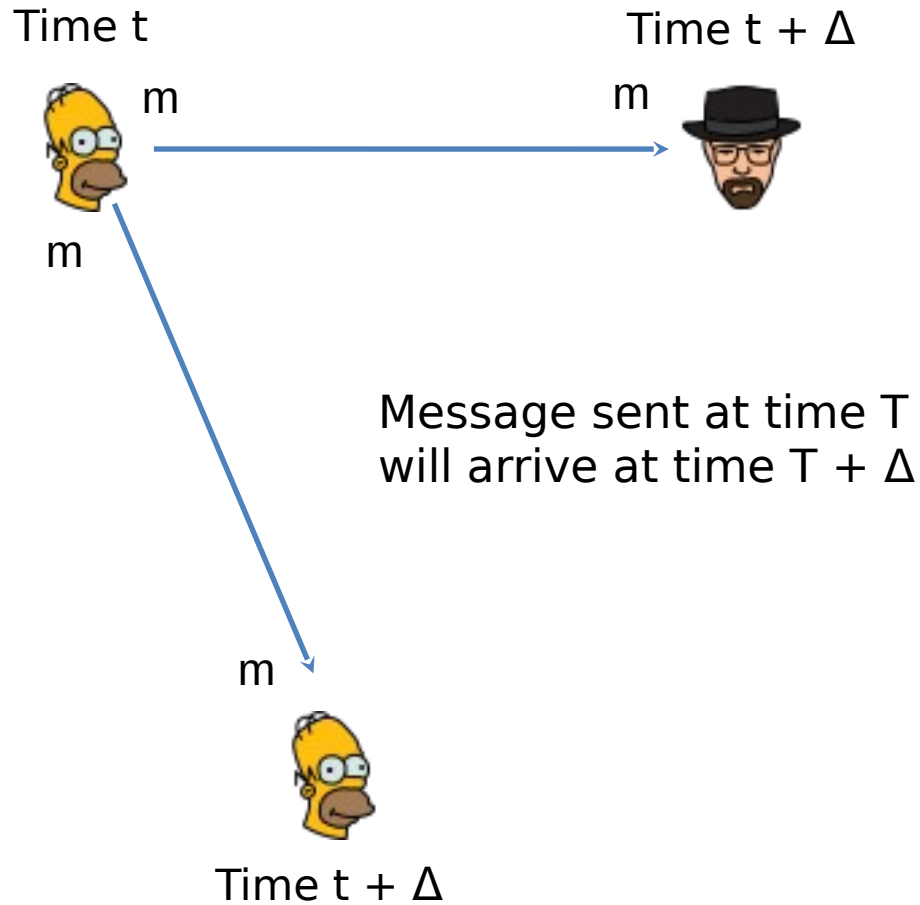 Time t
Time t + Δ
m
m
m
Message sent at time T
will arrive at time T + Δ
m
Time t + Δ